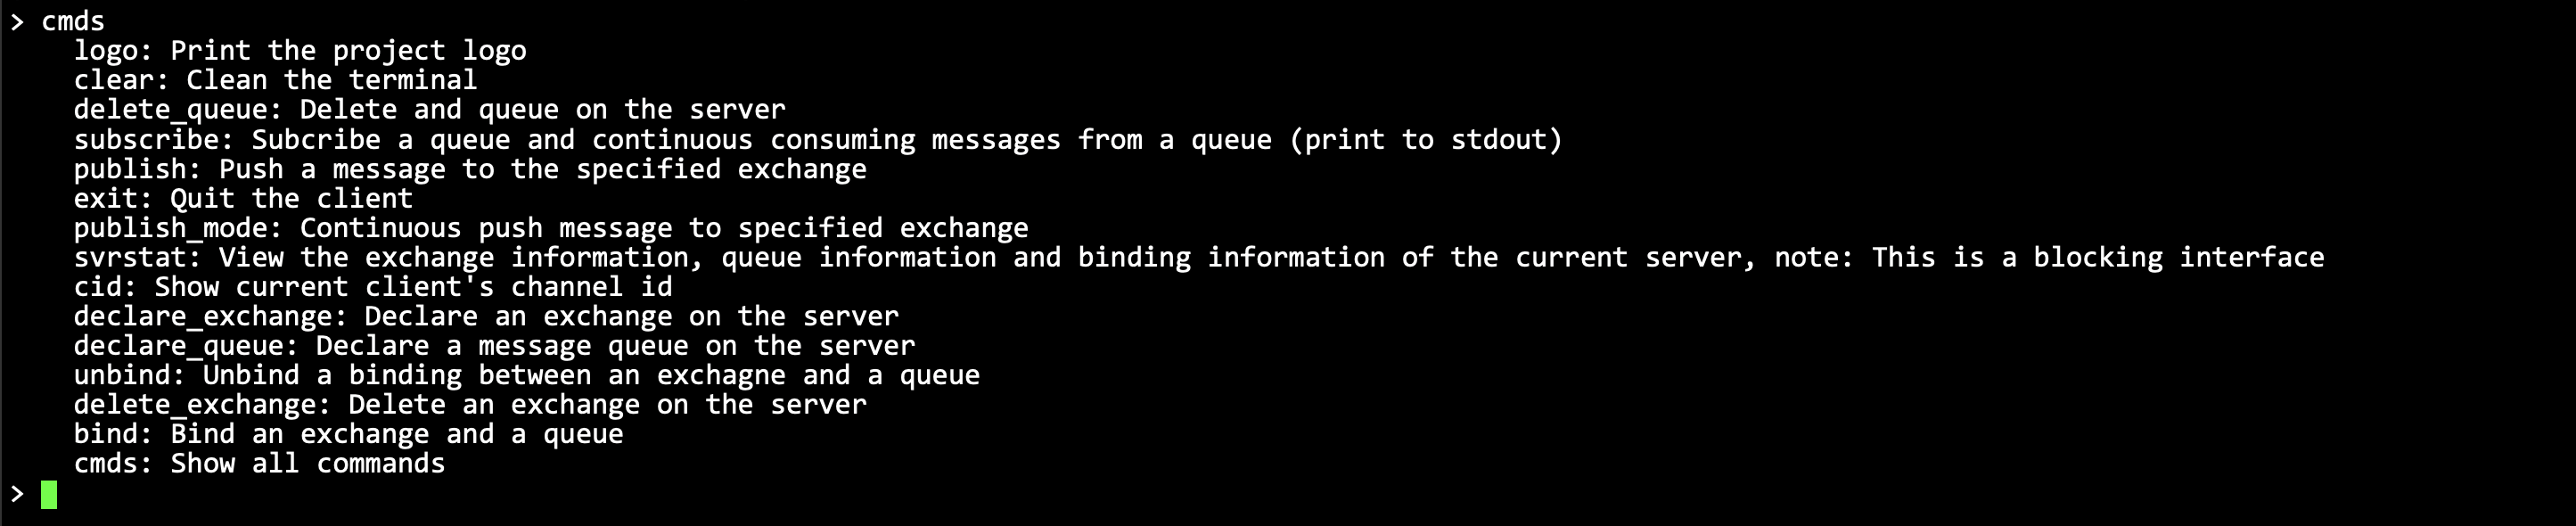 > cmds
logo: Print the project logo
clear: Clean the terminal
delete_queue: Delete and queue on the server
subscribe: Subcribe a queue and continuous consuming messages from a queue (print to stdout)
publish: Push a message to the specified exchange
exit: Quit the client
publish_mode: Continuous push message to specified exchange
svrstat: View the exchange information, queue information and binding information of the current server, note: This is a blocking interface
cid: Show current client's channel id
declare_exchange: Declare an exchange on the server
declare_queue: Declare a message queue on the server
unbind: Unbind a binding between an exchagne and a queue
delete_exchange: Delete an exchange on the server
bind: Bind an exchange and a queue
cmds: Show all commands
>